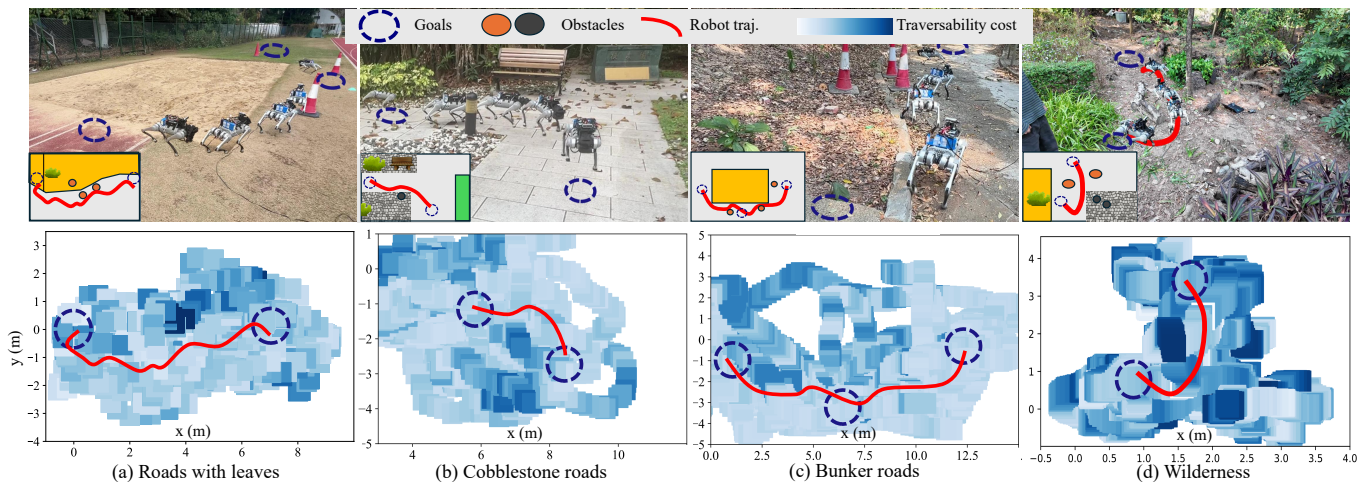 Goals Obstacles Robot traj. Traversability cost
y (m)
3
2
1
0
−1
−2
−3
−4
0 2 4 6 8
(a) Roads with leaves
1
0
−1
−2
−3
−4
−5
x (m)
4 6 8 10
(b) Cobblestone roads
5
4
3
2
1
0
−1
−2
−3
−4
−5
x (m)
0.0 2.5 5.0 7.5 10.0 12.5
(c) Bunker roads
4
3
2
1
0
x (m)
−0.5 0.0 0.5 1.0 1.5 2.0 2.5 3.0 3.5 4.0
(d) Wilderness
x (m)